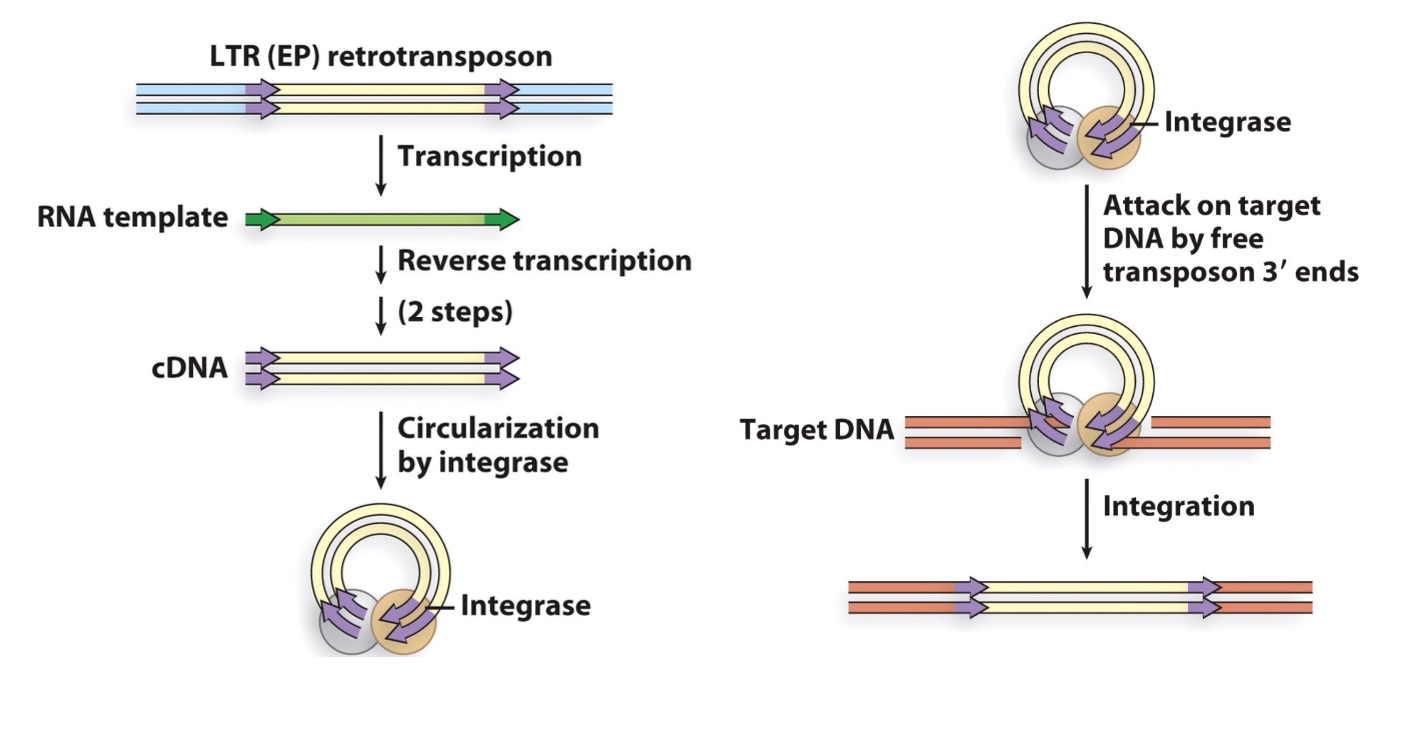 LTR (EP) retrotransposon
Transcription
RNA template
Reverse transcription
(2 steps)
cDNA
Circularization
by integrase
Integrase
Integrase
Attack on target
DNA by free
transposon 3′ ends
Target DNA
Integration